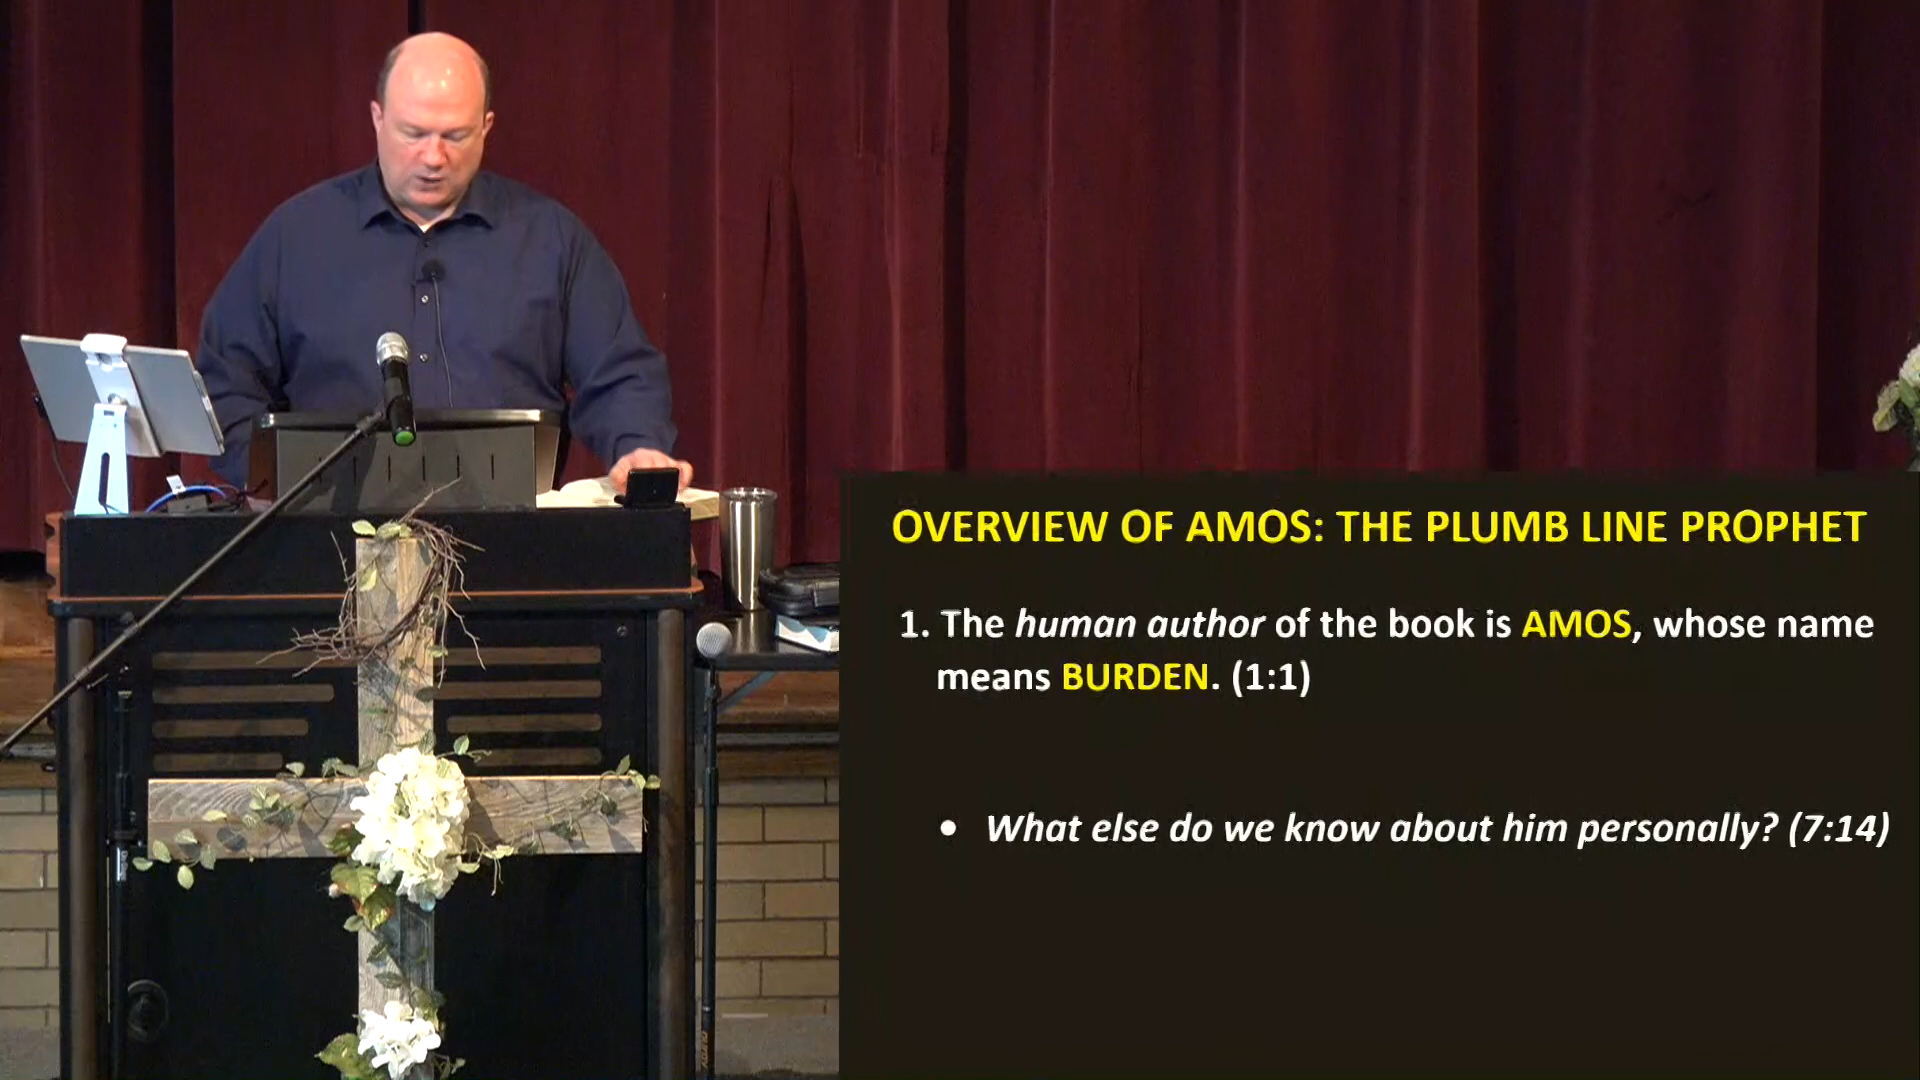 OVERVIEW OF AMOS: THE PLUMB LINE PROPHET
1. The human author of the book is AMOS, whose name
means BURDEN. (1:1)
• What else do we know about him personally? (7:14)